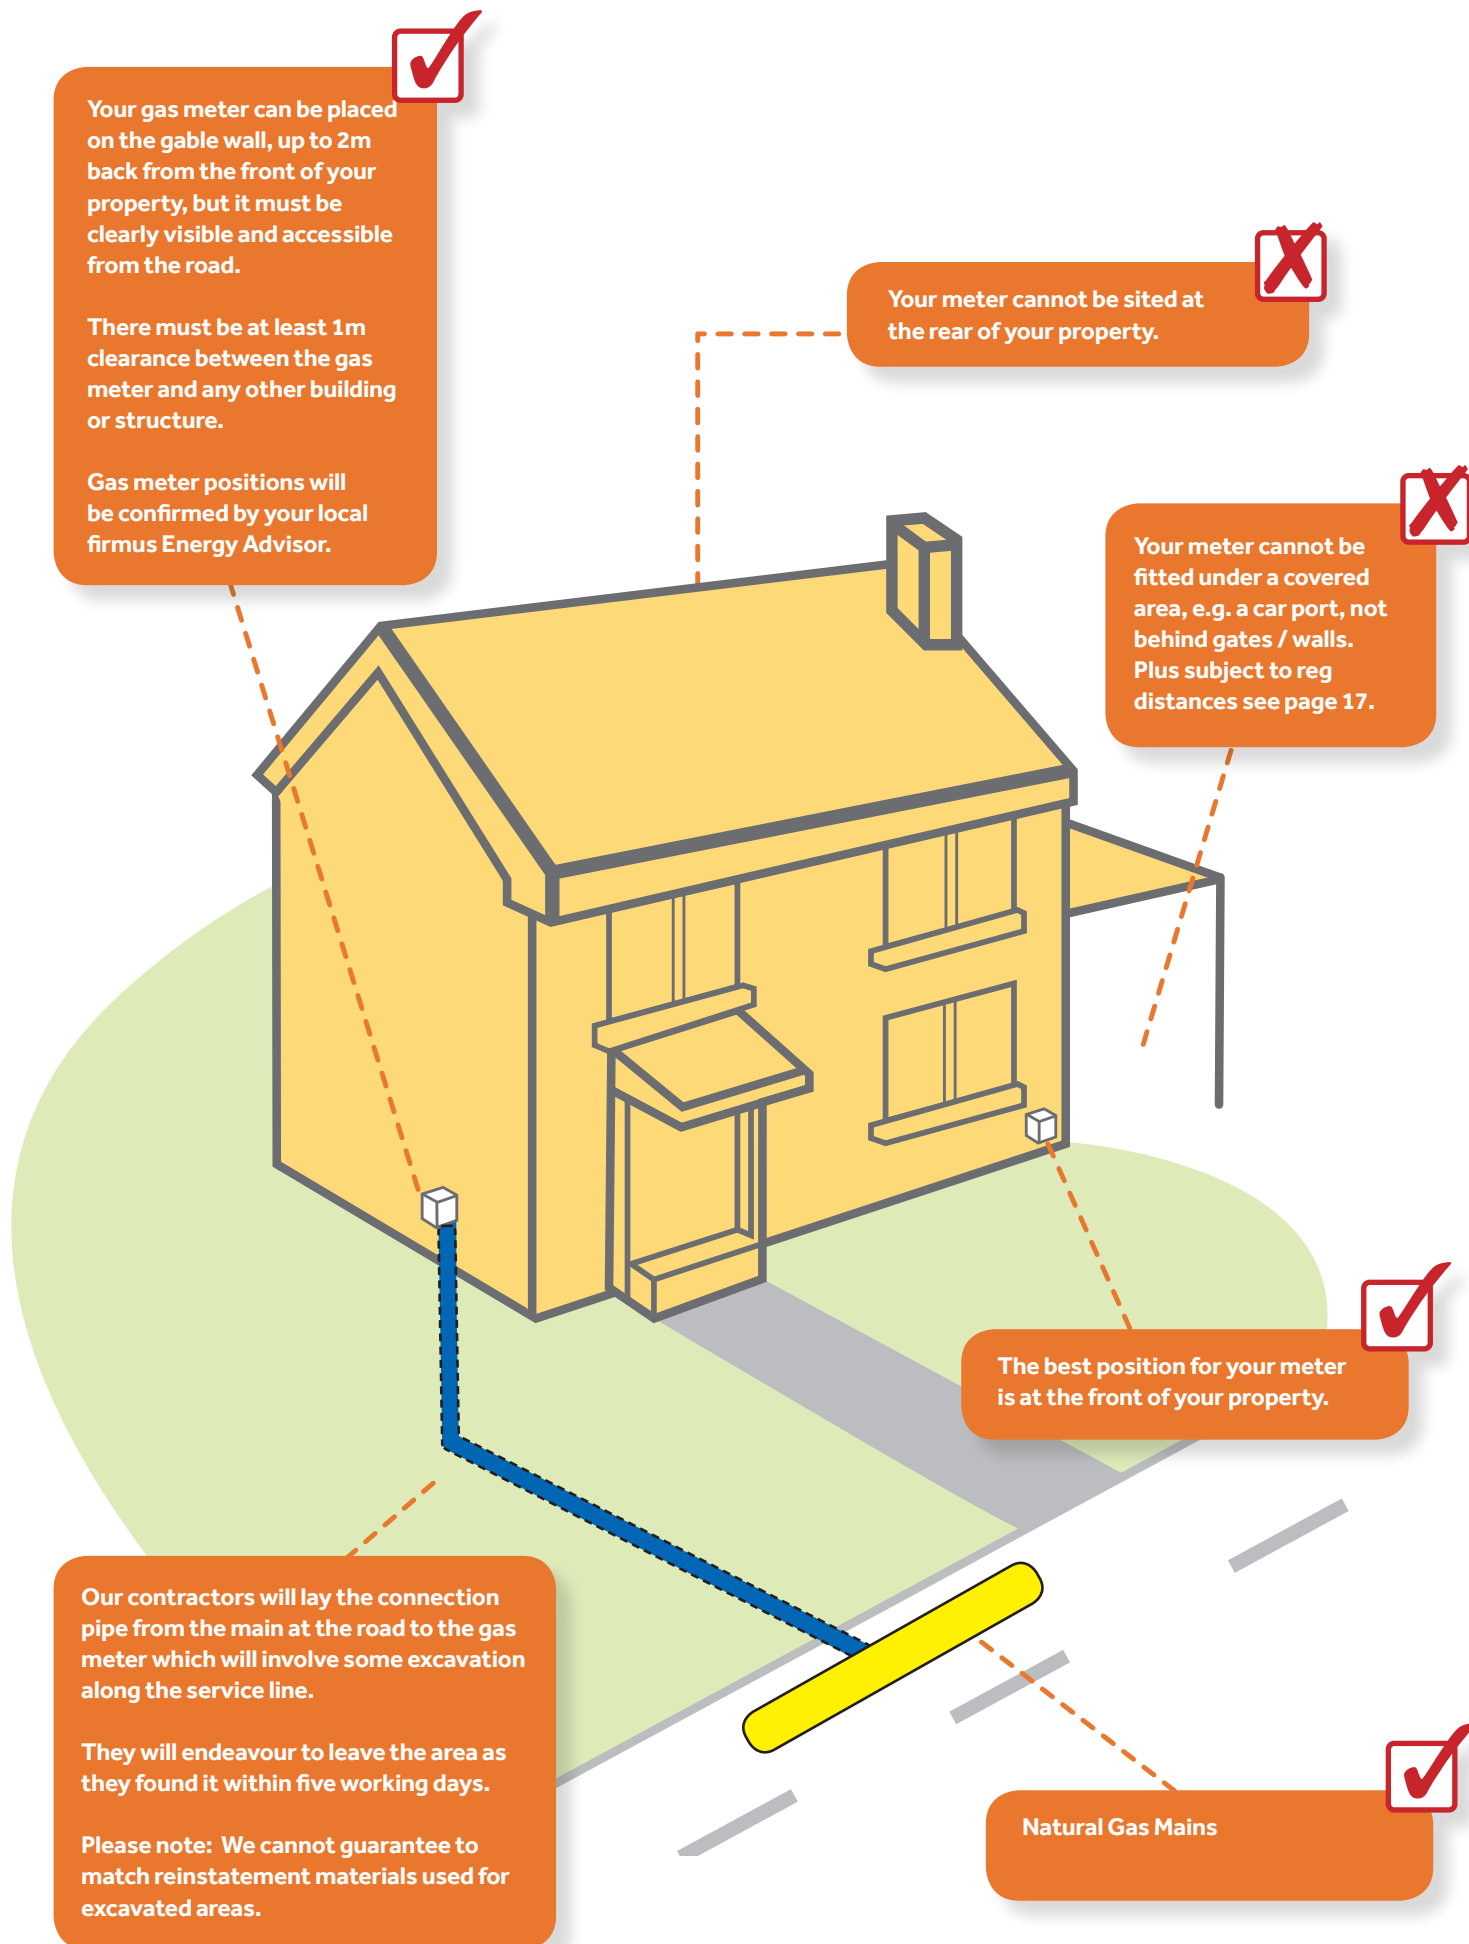 Your gas meter can be placed
on the gable wall, up to 2m
back from the front of your
property, but it must be
clearly visible and accessible
from the road.
There must be at least 1m
clearance between the gas
meter and any other building
or structure.
Gas meter positions will
be confirmed by your local
firmus Energy Advisor.
Your meter cannot be sited at
the rear of your property.
Your meter cannot be
fitted under a covered
area, e.g. a car port, not
behind gates / walls.
Plus subject to reg
distances see page 17.
The best position for your meter
is at the front of your property.
Our contractors will lay the connection
pipe from the main at the road to the gas
meter which will involve some excavation
along the service line.
They will endeavour to leave the area as
they found it within five working days.
Please note:  We cannot guarantee to
match reinstatement materials used for
excavated areas.
Natural Gas Mains